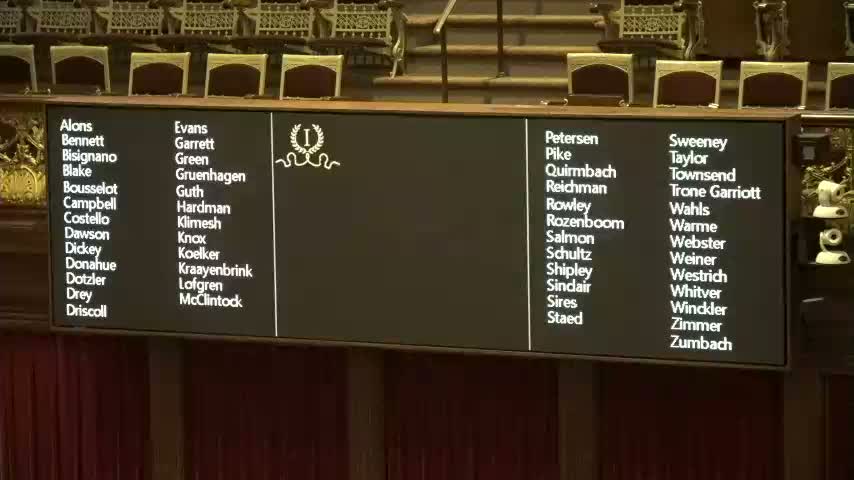 Alons
Bennett
Bisignano
Blake
Bousselot
Campbell
Costello
Dawson
Dickey
Donahue
Dotzler
Drey
Driscoll
Evans
Garrett
Green
Gruenhagen
Guth
Hardman
Klimesh
Knox
Koelker
Kraayenbrink
Lofgren
McClintock
I
Petersen
Pike
Quirmbach
Reichman
Rowley
Rozenboom
Salmon
Schultz
Shipley
Sinclair
Sires
Staed
Sweeney
Taylor
Townsend
Trone Garriott
Wahls
Warme
Webster
Weiner
Westrich
Whitver
Winckler
Zimmer
Zumbach